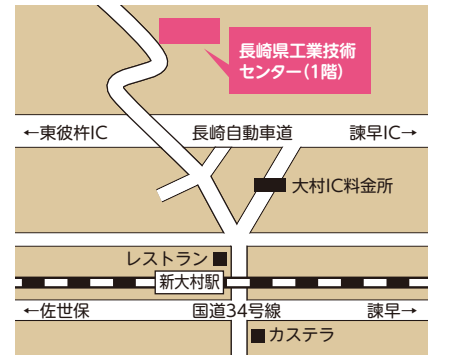 長崎県工業技術
センター(1階)
←東彼杵IC 長崎自動車道 諫早IC→
大村IC料金所
レストラン
新大村駅
←佐世保 国道34号線 諫早→
カステラ